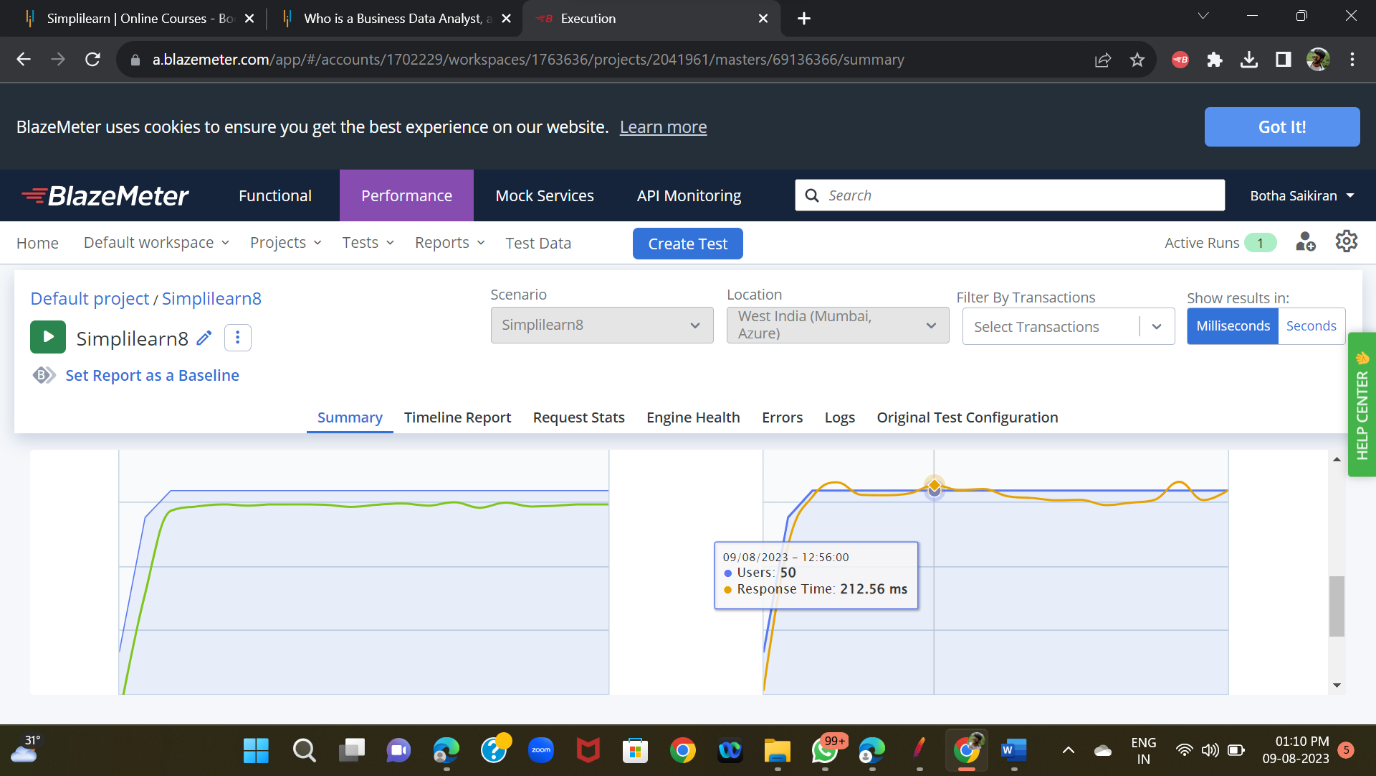 Simplilearn | Online Courses - Bo
Who is a Business Data Analyst, a
Execution
a.blazemeter.com/app/#/accounts/1702229/workspaces/1763636/projects/2041961/masters/69136366/summary
BlazeMeter uses cookies to ensure you get the best experience on our website. Learn more
Got It!
BlazeMeter
Functional
Performance
Mock Services
API Monitoring
Search
Botha Saikiran
Home
Default workspace
Projects
Tests
Reports
Test Data
Create Test
Active Runs 1
Default project / Simplilearn8
Scenario
Location
Filter By Transactions
Show results in:
Simplilearn8
West India (Mumbai,
Azure)
Select Transactions
Milliseconds
Seconds
Simplilearn8
Set Report as a Baseline
HELP CENTER
Summary
Timeline Report
Request Stats
Engine Health
Errors
Logs
Original Test Configuration
09/08/2023 – 12:56:00
Users: 50
Response Time: 212.56 ms
31°
zoom
99+
ENG
IN
01:10 PM
09-08-2023
5